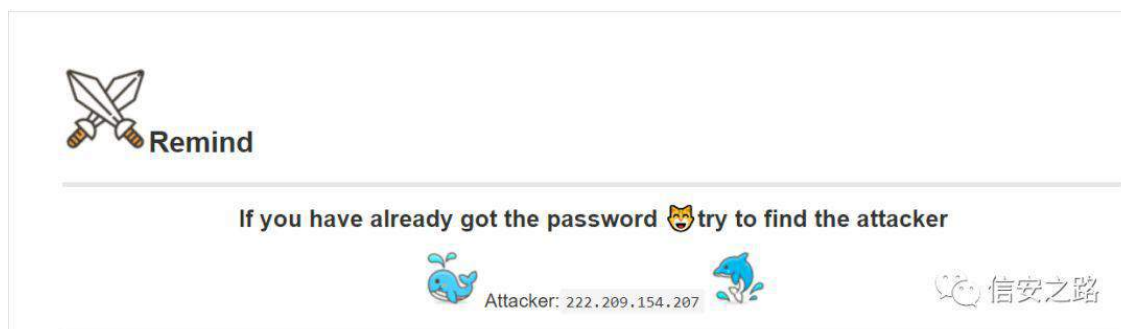 Remind
If you have already got the password 😸try to find the attacker
Attacker: 222.209.154.207
信安之路